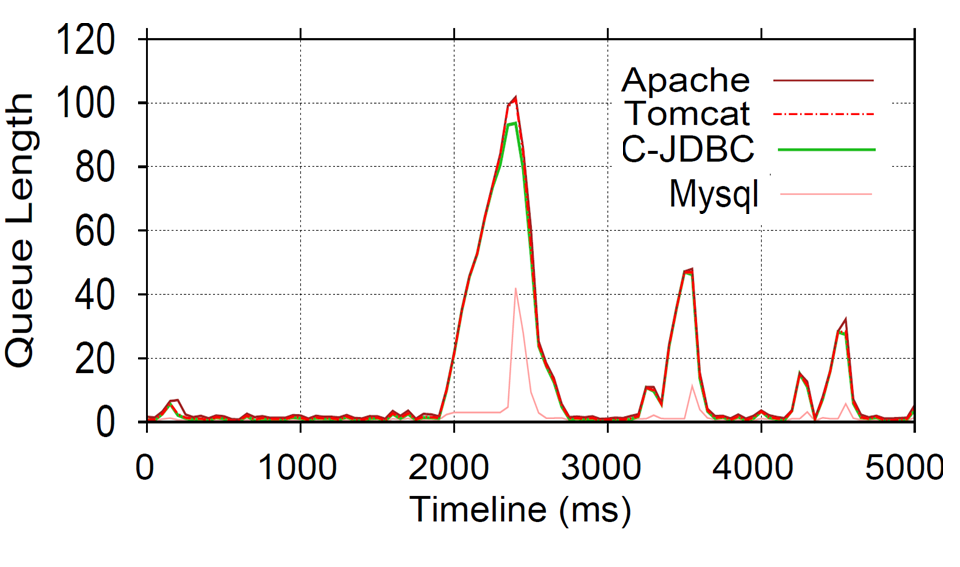 120
100
80
60
40
20
0
Queue Length
Apache
Tomcat
C-JDBC
Mysql
0 1000 2000 3000 4000 5000
Timeline (ms)